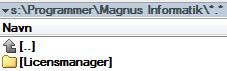 s:\Programmer\Magnus Informatik\*.*
Navn
[..]
[Licensmanager]